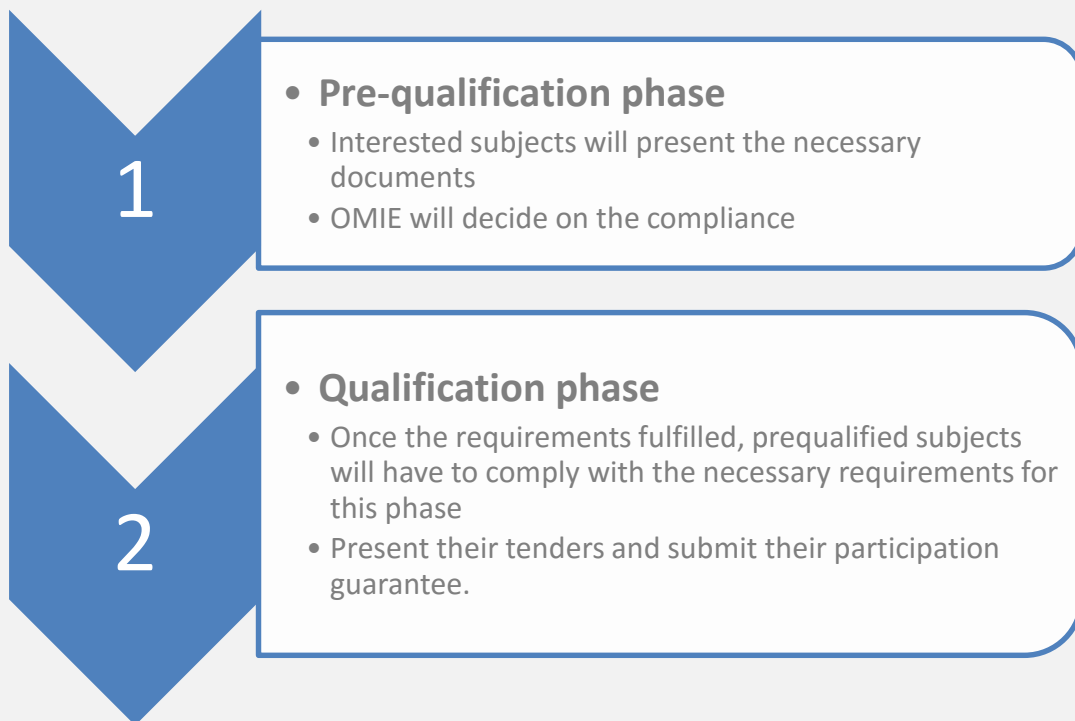 1
• Pre-qualification phase
• Interested subjects will present the necessary
documents
• OMIE will decide on the compliance
2
• Qualification phase
• Once the requirements fulfilled, prequalified subjects
will have to comply with the necessary requirements for
this phase
• Present their tenders and submit their participation
guarantee.